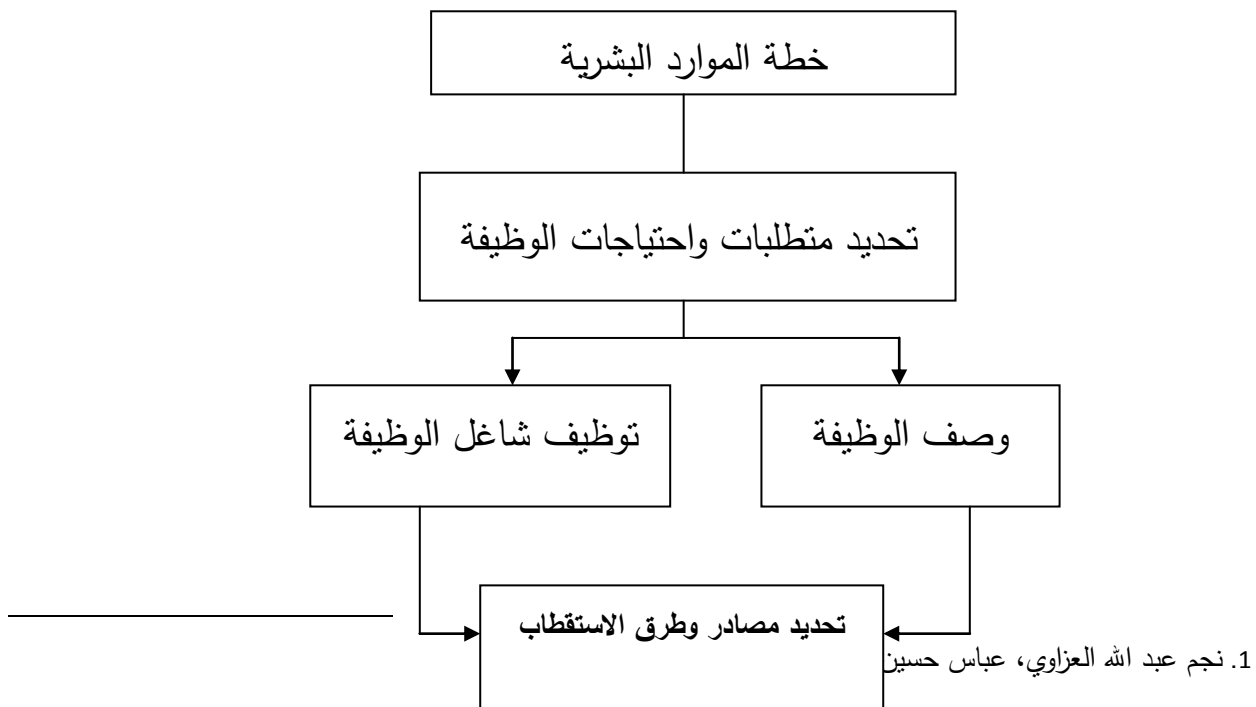 خطة الموارد البشرية
تحديد متطلبات واحتياجات الوظيفة
وصف الوظيفة
توظيف شاغل الوظيفة
تحديد مصادر وطرق الاستقطاب
1. نجم عبد الله العزاوي، عباس حسين